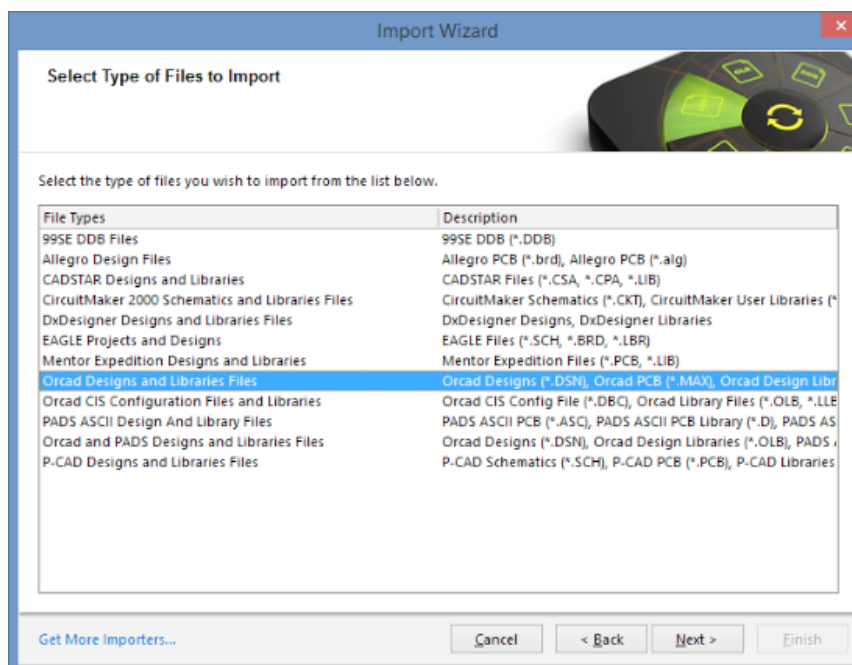 Import Wizard
Select Type of Files to Import
Select the type of files you wish to import from the list below.
File Types Description
99SE DDB Files 99SE DDB (*.DDB)
Allegro Design Files Allegro PCB (*.brd), Allegro PCB (*.alg)
CADSTAR Designs and Libraries CADSTAR Files (*.CSA, *.CPA, *.LIB)
CircuitMaker 2000 Schematics and Libraries Files CircuitMaker Schematics (*.CKT), CircuitMaker User Libraries (*
DxDesigner Designs and Libraries Files DxDesigner Designs, DxDesigner Libraries
EAGLE Projects and Designs EAGLE Files (*.SCH, *.BRD, *.LBR)
Mentor Expedition Designs and Libraries Mentor Expedition Files (*.PCB, *.LIB)
Orcad Designs and Libraries Files Orcad Designs (*.DSN), Orcad PCB (*.MAX), Orcad Design Libr
Orcad CIS Configuration Files and Libraries Orcad CIS Config File (*.DBC), Orcad Library Files (*.OLB, *.LLE
PADS ASCII Design And Library Files PADS ASCII PCB (*.ASC), PADS ASCII PCB Library (*.D), PADS AS
Orcad and PADS Designs and Libraries Files Orcad Designs (*.DSN), Orcad Design Libraries (*.OLB), PADS
P-CAD Designs and Libraries Files P-CAD Schematics (*.SCH), P-CAD PCB (*.PCB), P-CAD Libraries
Get More Importers... Cancel < Back Next > Finish